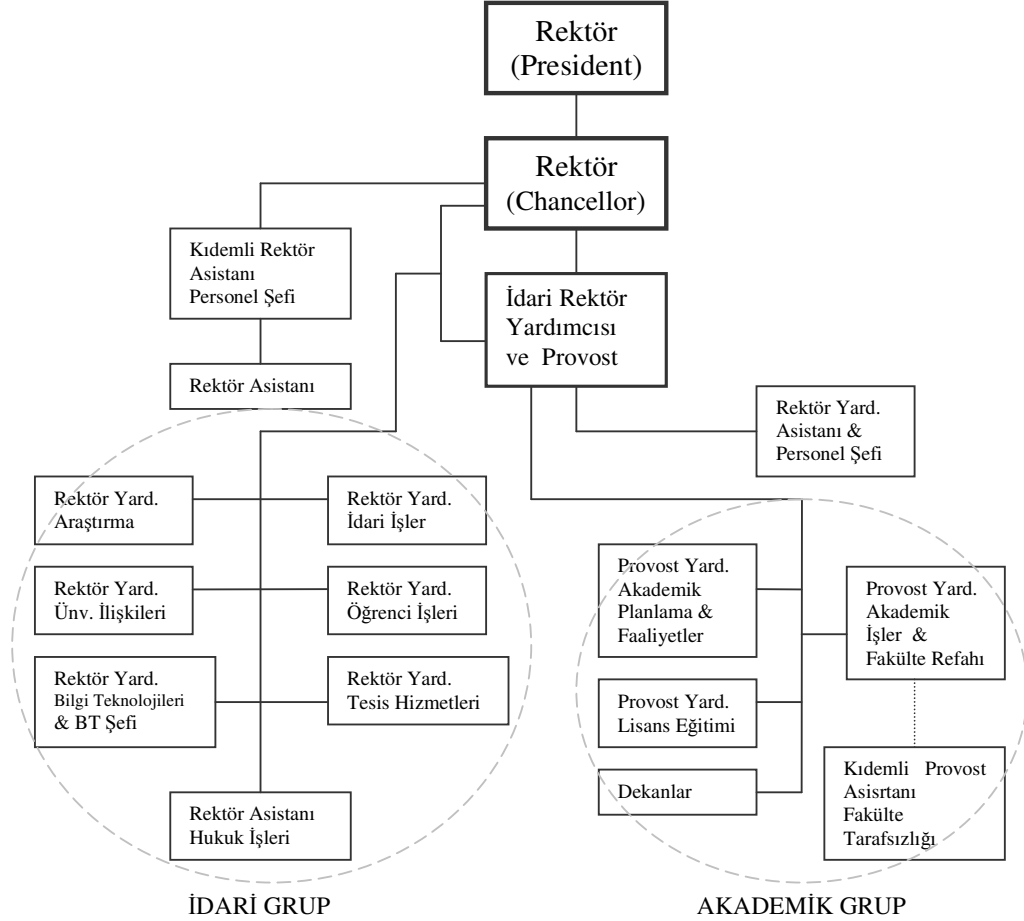 Rektör
(President)
Rektör
(Chancellor)
Kıdemli Rektör
Asistanı
Personel Şefi
İdari Rektör
Yardımcısı
ve Provost
Rektör Asistanı
Rektör Yard.
Asistanı &
Personel Şefi
Rektör Yard.
Araştırma
Rektör Yard.
İdari İşler
Rektör Yard.
Ünv. İlişkileri
Rektör Yard.
Öğrenci İşleri
Rektör Yard.
Bilgi Teknolojileri
& BT Şefi
Rektör Yard.
Tesis Hizmetleri
Rektör Asistanı
Hukuk İşleri
Provost Yard.
Akademik
Planlama &
Faaliyetler
Provost Yard.
Akademik
İşler &
Fakülte Refahı
Provost Yard.
Lisans Eğitimi
Dekanlar
Kıdemli Provost
Asisrtanı
Fakülte
Tarafsızlığı
İDARİ GRUP
AKADEMİK GRUP